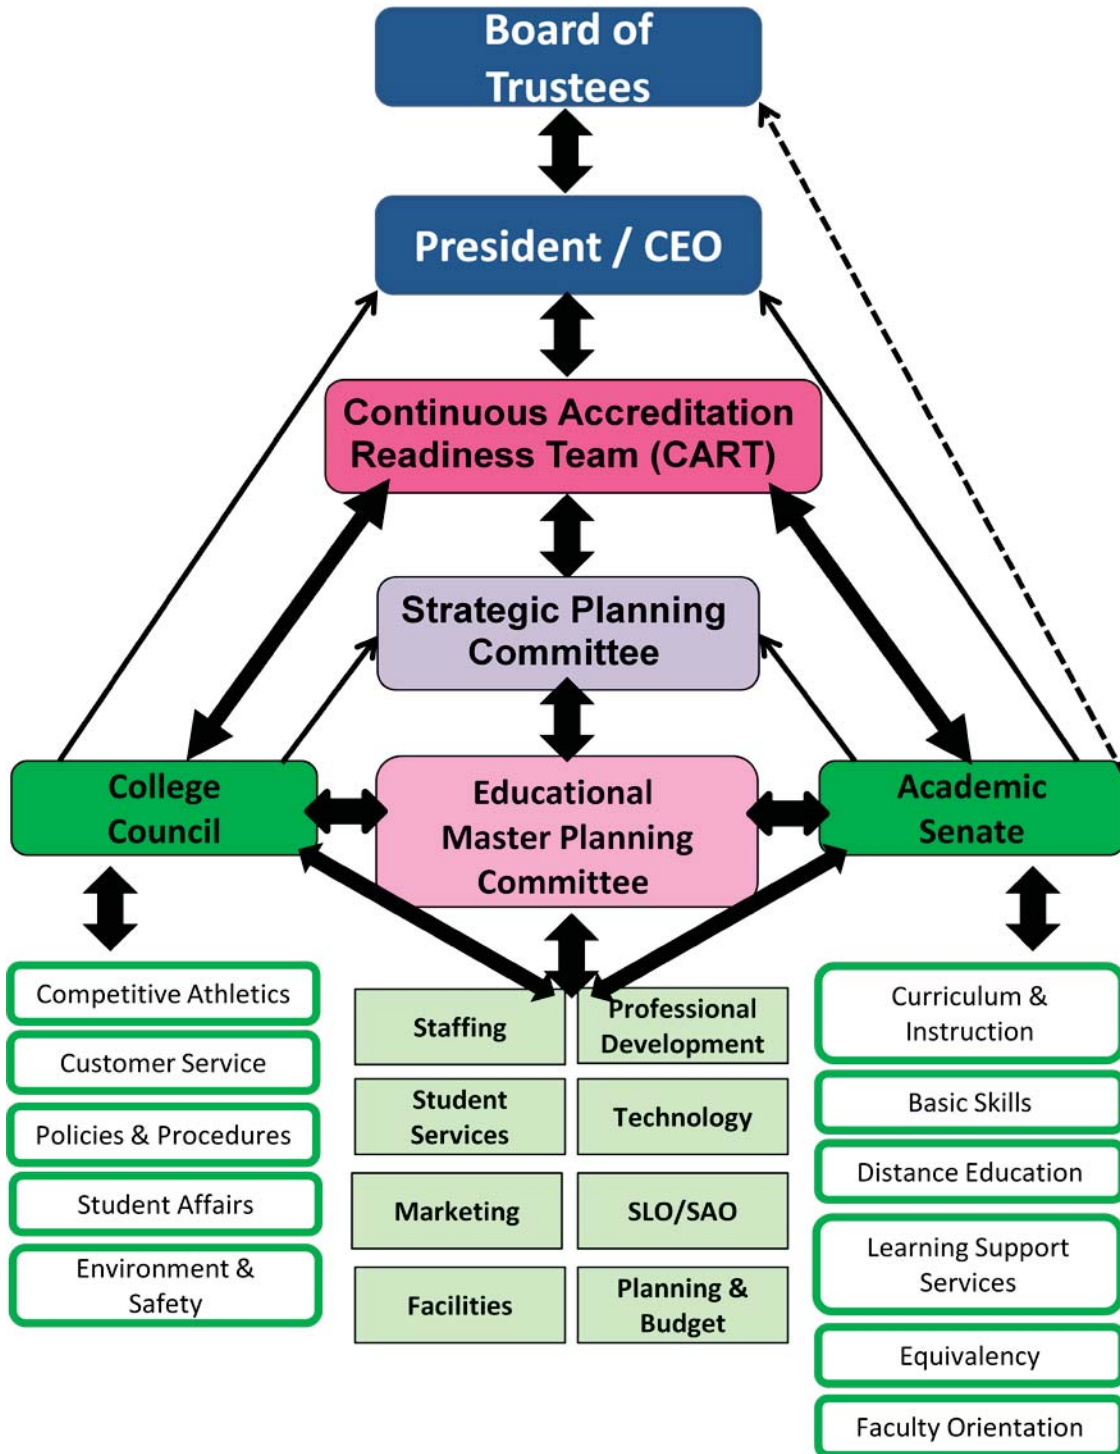 Board of
Trustees
President / CEO
Continuous Accreditation
Readiness Team (CART)
Strategic Planning
Committee
College
Council
Educational
Master Planning
Committee
Academic
Senate
Competitive Athletics
Customer Service
Policies & Procedures
Student Affairs
Environment &
Safety
Staffing
Professional
Development
Student
Services
Technology
Marketing
SLO/SAO
Facilities
Planning &
Budget
Curriculum &
Instruction
Basic Skills
Distance Education
Learning Support
Services
Equivalency
Faculty Orientation